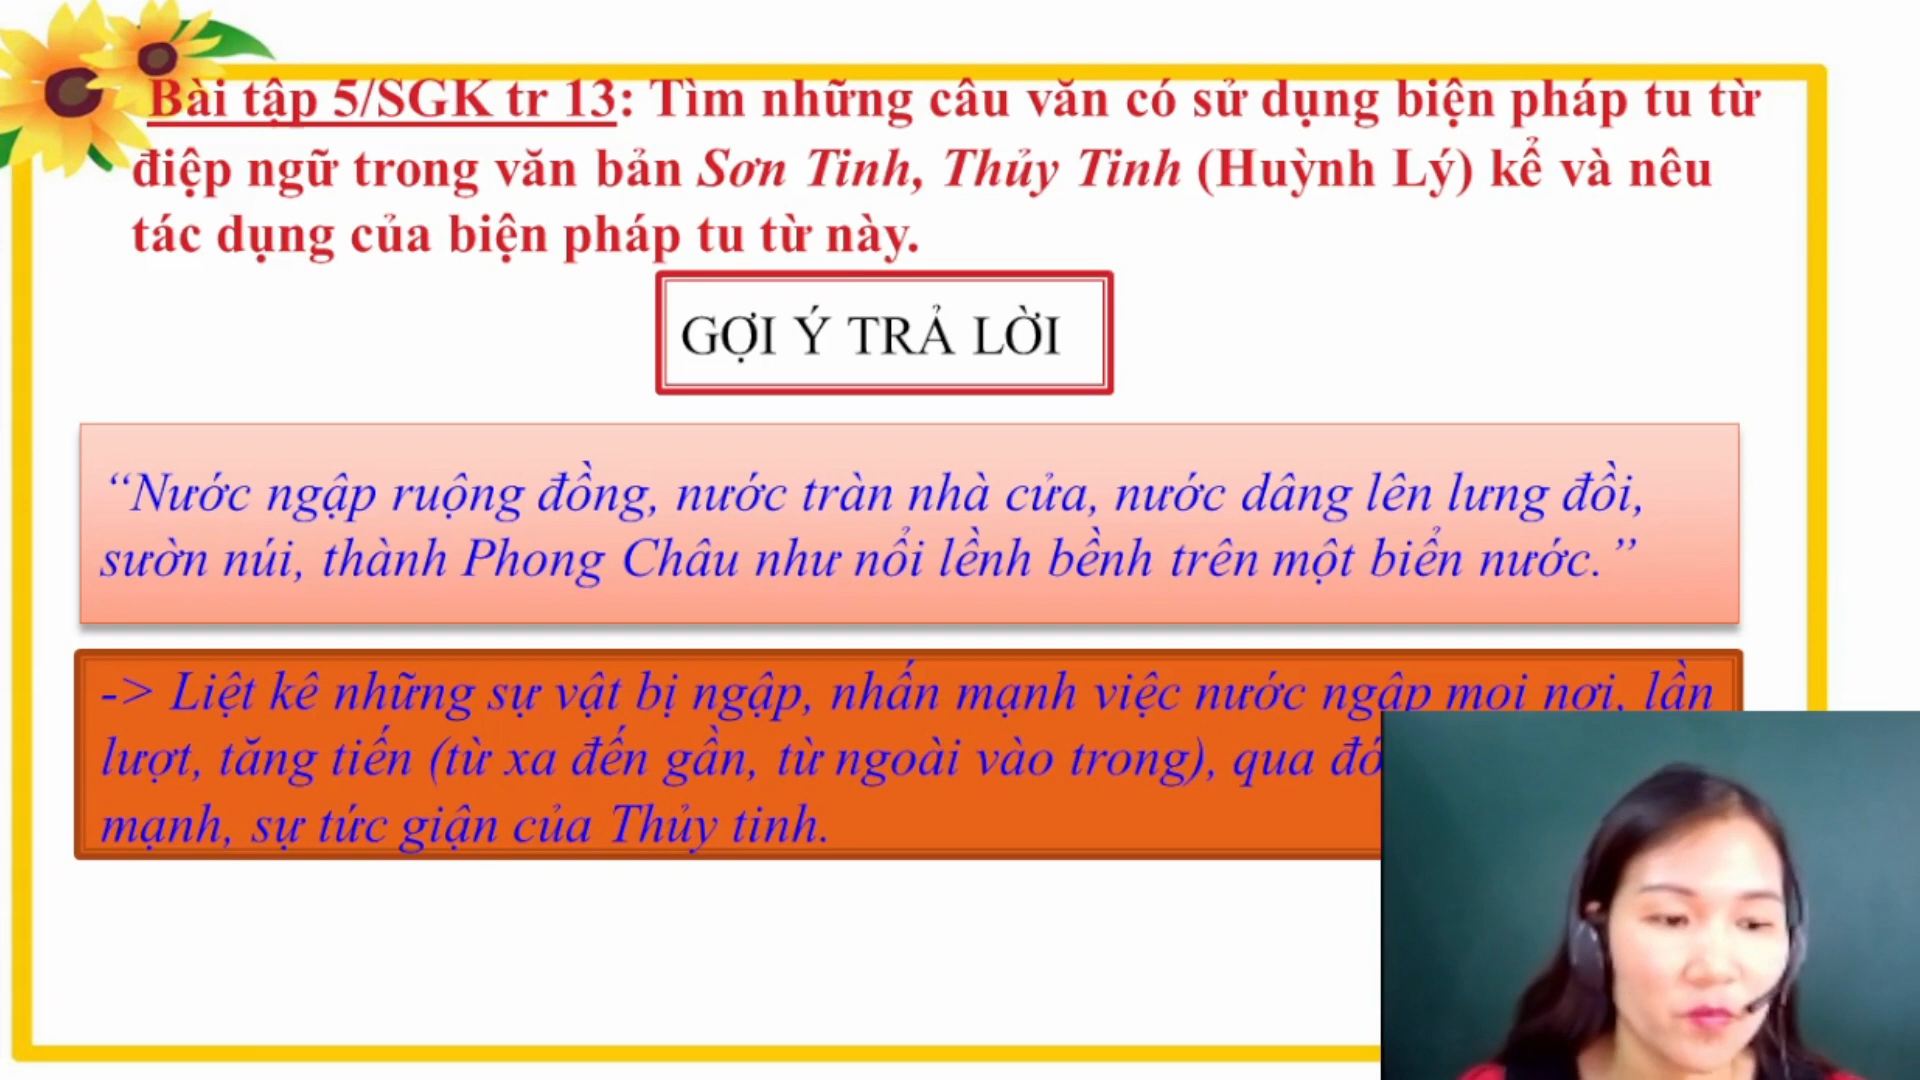 Bài tập 5/SGK tr 13: Tìm những câu văn có sử dụng biện pháp tu từ
điệp ngữ trong văn bản Sơn Tinh, Thủy Tinh (Huỳnh Lý) kể và nêu
tác dụng của biện pháp tu từ này.
GỢI Ý TRẢ LỜI
“Nước ngập ruộng đồng, nước tràn nhà cửa, nước dâng lên lưng đồi,
sườn núi, thành Phong Châu như nổi lềnh bềnh trên một biển nước.”
-> Liệt kê những sự vật bị ngập, nhấn mạnh việc nước ngập mọi nơi, lần
lượt, tăng tiến (từ xa đến gần, từ ngoài vào trong), qua đó
mạnh, sự tức giận của Thủy tinh.